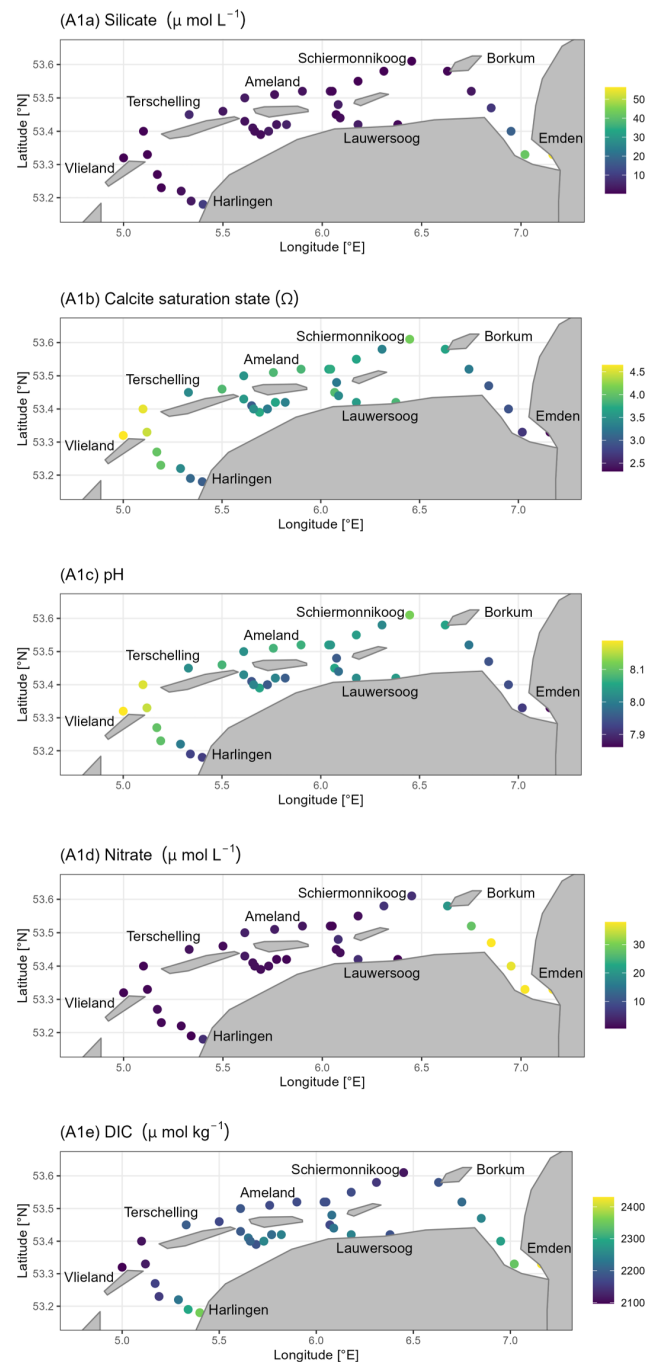 (A1a) Silicate (μ mol L⁻¹)
Schiermonnikoog
Borkum
53.6
Ameland
53.5
Terschelling
50
40
53.4
30
Lauwersoog
Emden
20
53.3
10
Vlieland
53.2
Harlingen
Latitude [°N]
5.0 5.5 6.0 6.5 7.0
Longitude [°E]
(A1b) Calcite saturation state (Ω)
Schiermonnikoog
Borkum
53.6
Ameland
53.5
Terschelling
4.5
4.0
53.4
3.5
Lauwersoog
Emden
3.0
53.3
2.5
Vlieland
53.2
Harlingen
Latitude [°N]
5.0 5.5 6.0 6.5 7.0
Longitude [°E]
(A1c) pH
Schiermonnikoog
Borkum
53.6
Ameland
53.5
Terschelling
8.1
53.4
8.0
Lauwersoog
Emden
53.3
7.9
Vlieland
53.2
Harlingen
Latitude [°N]
5.0 5.5 6.0 6.5 7.0
Longitude [°E]
(A1d) Nitrate (μ mol L⁻¹)
Schiermonnikoog
Borkum
53.6
Ameland
53.5
Terschelling
30
53.4
20
Lauwersoog
Emden
10
53.3
Vlieland
53.2
Harlingen
Latitude [°N]
5.0 5.5 6.0 6.5 7.0
Longitude [°E]
(A1e) DIC (μ mol kg⁻¹)
Schiermonnikoog
Borkum
53.6
Ameland
53.5
Terschelling
2400
53.4
2300
Lauwersoog
Emden
2200
53.3
2100
Vlieland
53.2
Harlingen
Latitude [°N]
5.0 5.5 6.0 6.5 7.0
Longitude [°E]